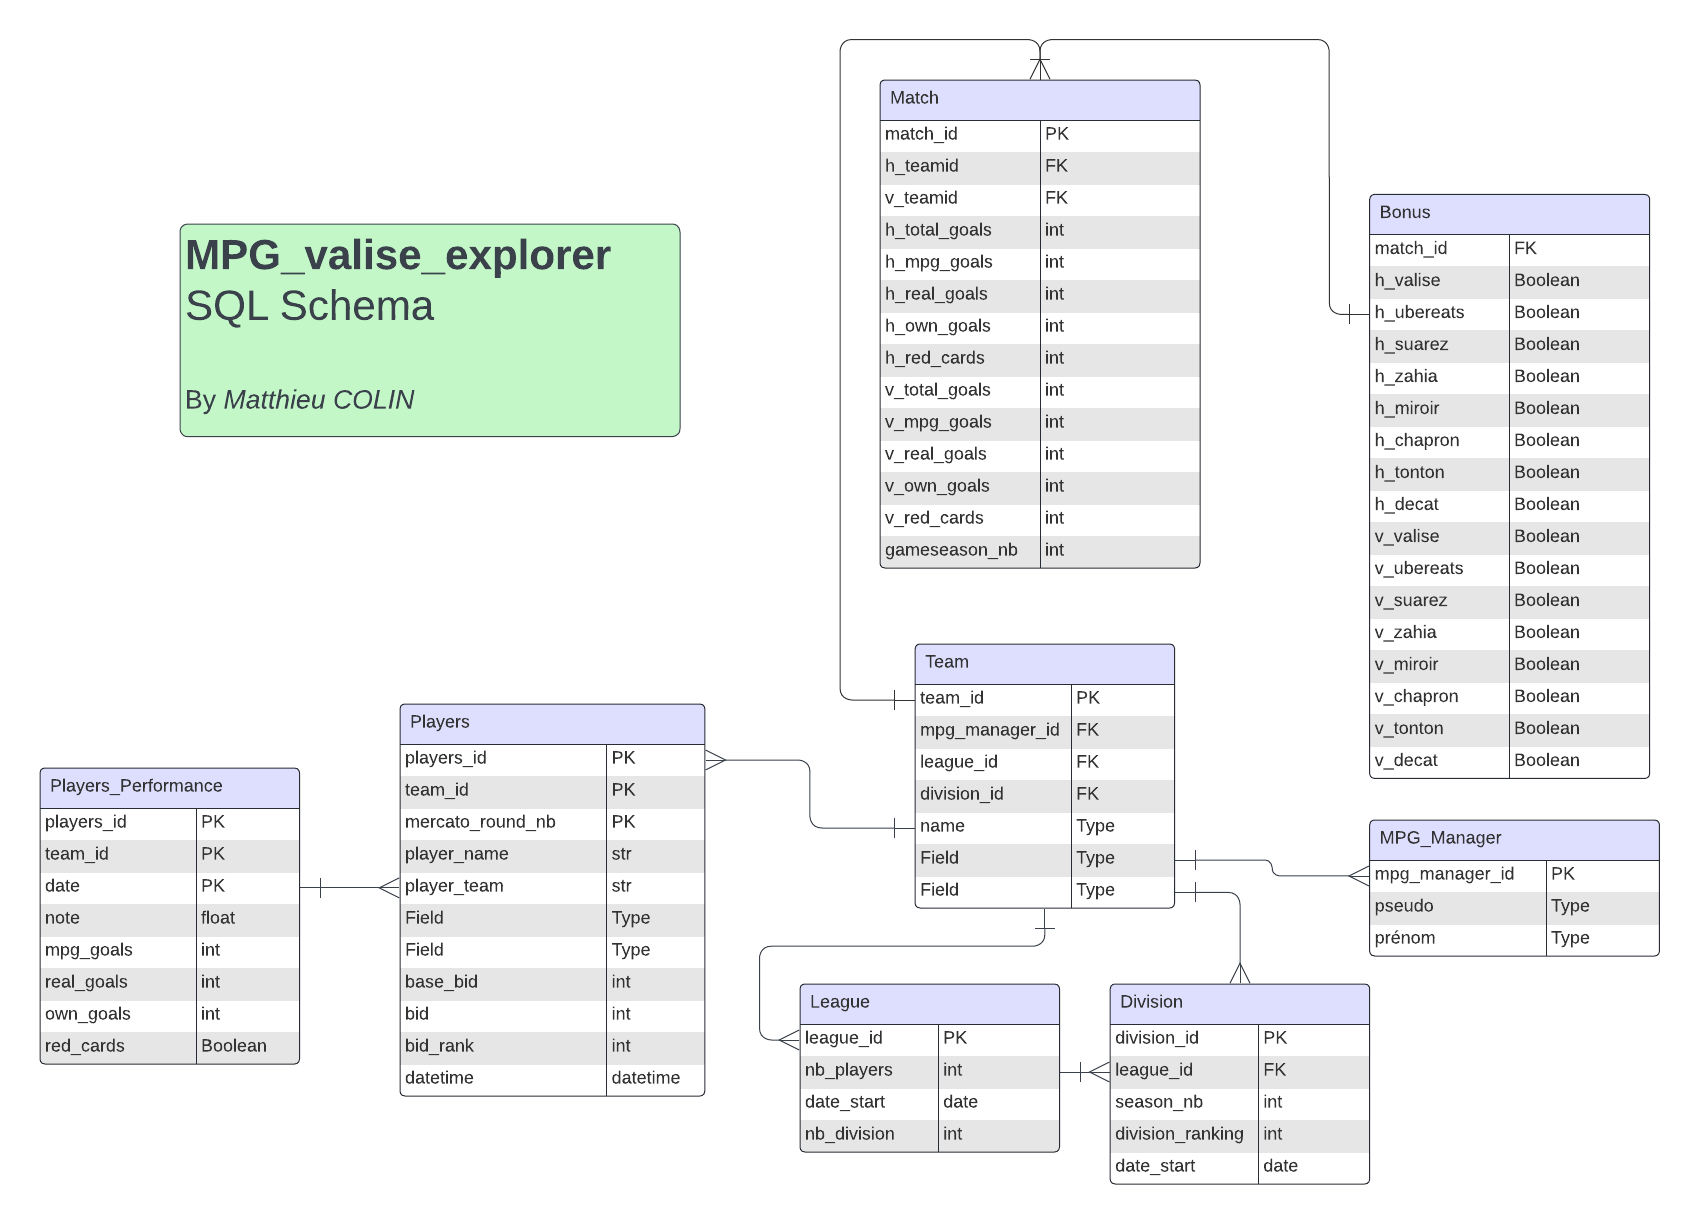 MPG_valise_explorer
SQL Schema
By Matthieu COLIN
Match
match_id PK
h_teamid FK
v_teamid FK
h_total_goals int
h_mpg_goals int
h_real_goals int
h_own_goals int
h_red_cards int
v_total_goals int
v_mpg_goals int
v_real_goals int
v_own_goals int
v_red_cards int
gameseason_nb int
Bonus
match_id FK
h_valise Boolean
h_ubereats Boolean
h_suarez Boolean
h_zahia Boolean
h_miroir Boolean
h_chapron Boolean
h_tonton Boolean
h_decat Boolean
v_valise Boolean
v_ubereats Boolean
v_suarez Boolean
v_zahia Boolean
v_miroir Boolean
v_chapron Boolean
v_tonton Boolean
v_decat Boolean
Team
team_id PK
mpg_manager_id FK
league_id FK
division_id FK
name Type
Field Type
Field Type
Players
players_id PK
team_id PK
mercato_round_nb PK
player_name str
player_team str
Field Type
Field Type
base_bid int
bid int
bid_rank int
datetime datetime
Players_Performance
players_id PK
team_id PK
date PK
note float
mpg_goals int
real_goals int
own_goals int
red_cards Boolean
MPG_Manager
mpg_manager_id PK
pseudo Type
prénom Type
League
league_id PK
nb_players int
date_start date
nb_division int
Division
division_id PK
league_id FK
season_nb int
division_ranking int
date_start date